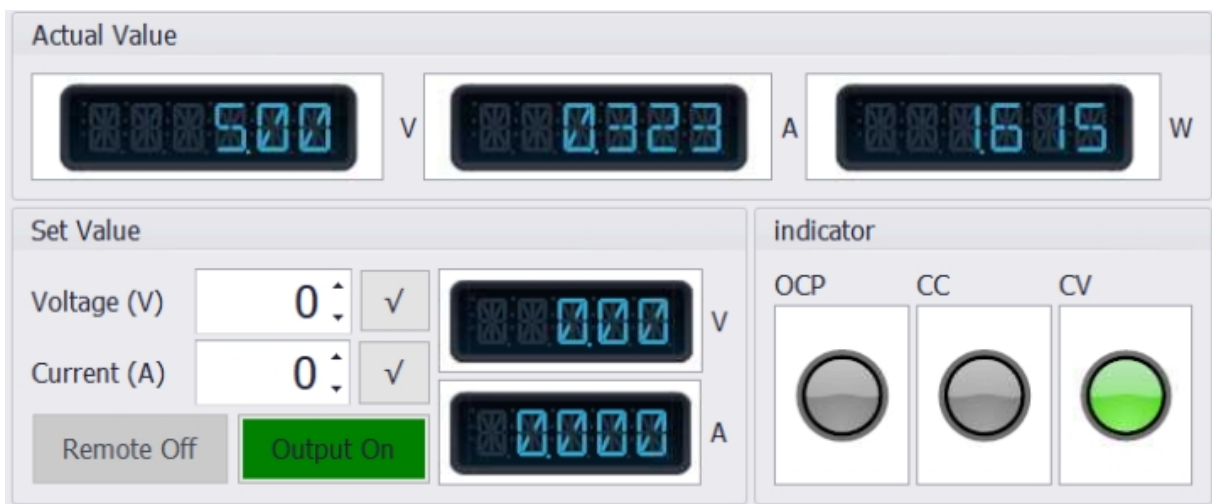 Actual Value
5.00 V 0.323 A 1.615 W
Set Value
Voltage (V) 0 √ 0.00 V
Current (A) 0 √ 0.000 A
Remote Off Output On
indicator
OCP CC CV